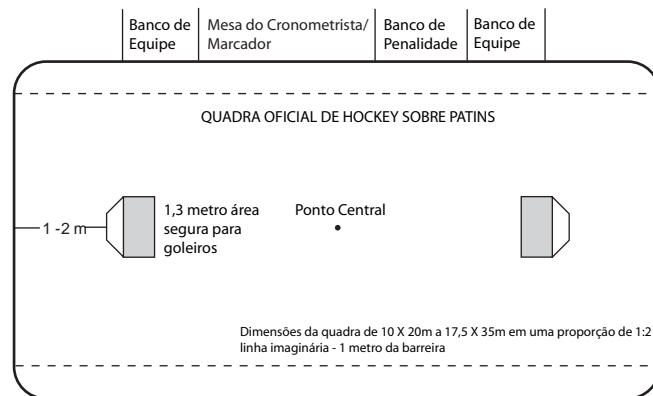 Banco de
Equipe
Mesa do Cronometrista/
Marcador
Banco de
Penalidade
Banco de
Equipe
QUADRA OFICIAL DE HOCKEY SOBRE PATINS
1 -2 m
1,3 metro área
segura para
goleiros
Ponto Central
Dimensões da quadra de 10 X 20m a 17,5 X 35m em uma proporção de 1:2
linha imaginária - 1 metro da barreira